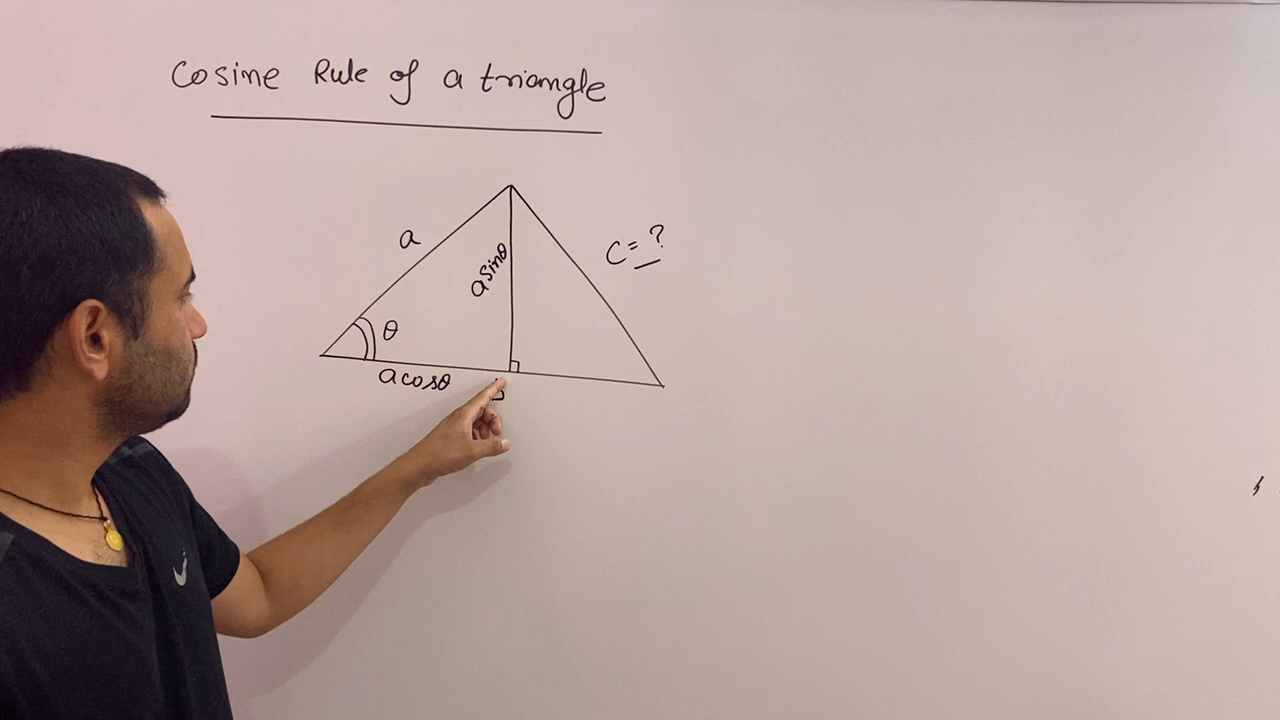 Cosine Rule of a triangle
a
asinθ
C= ?
θ
acosθ